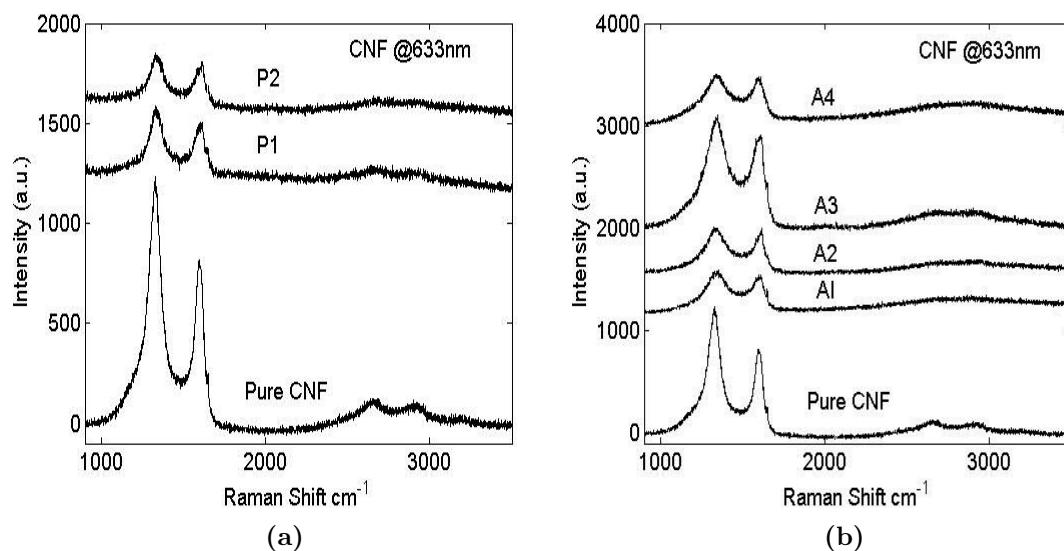 2000
1500
1000
500
0
Intensity (a.u.)
CNF @633nm
P2
P1
Pure CNF
1000 2000 3000
Raman Shift cm⁻¹
(a)
4000
3000
2000
1000
0
Intensity (a.u.)
CNF @633nm
A4
A3
A2
A1
Pure CNF
1000 2000 3000
Raman Shift cm⁻¹
(b)